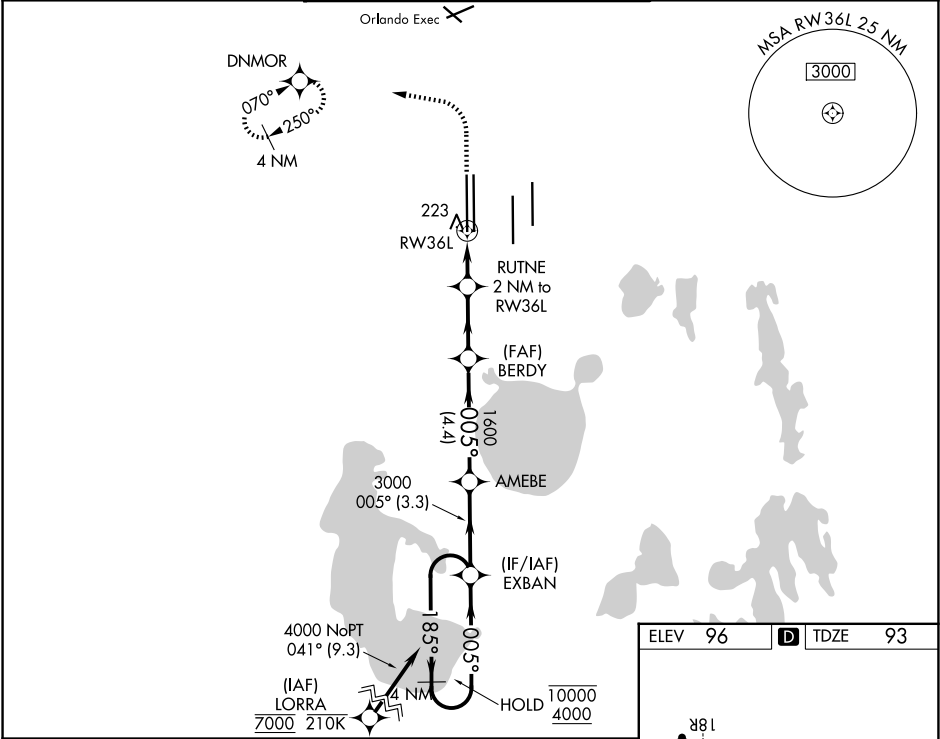 Orlando Exec
MSA RW36L 25 NM
3000
DNMOR
070°
250°
4 NM
223
RW36L
RUTNE
2 NM to
RW36L
(FAF)
BERDY
1600
005°
(4.4)
AMEBE
3000
005° (3.3)
(IF/IAF)
EXBAN
185°
005°
4000 NoPT
041° (9.3)
(IAF)
LORRA
7000 210K
4 NM
HOLD
10000
4000
ELEV 96 D TDZE 93
18R